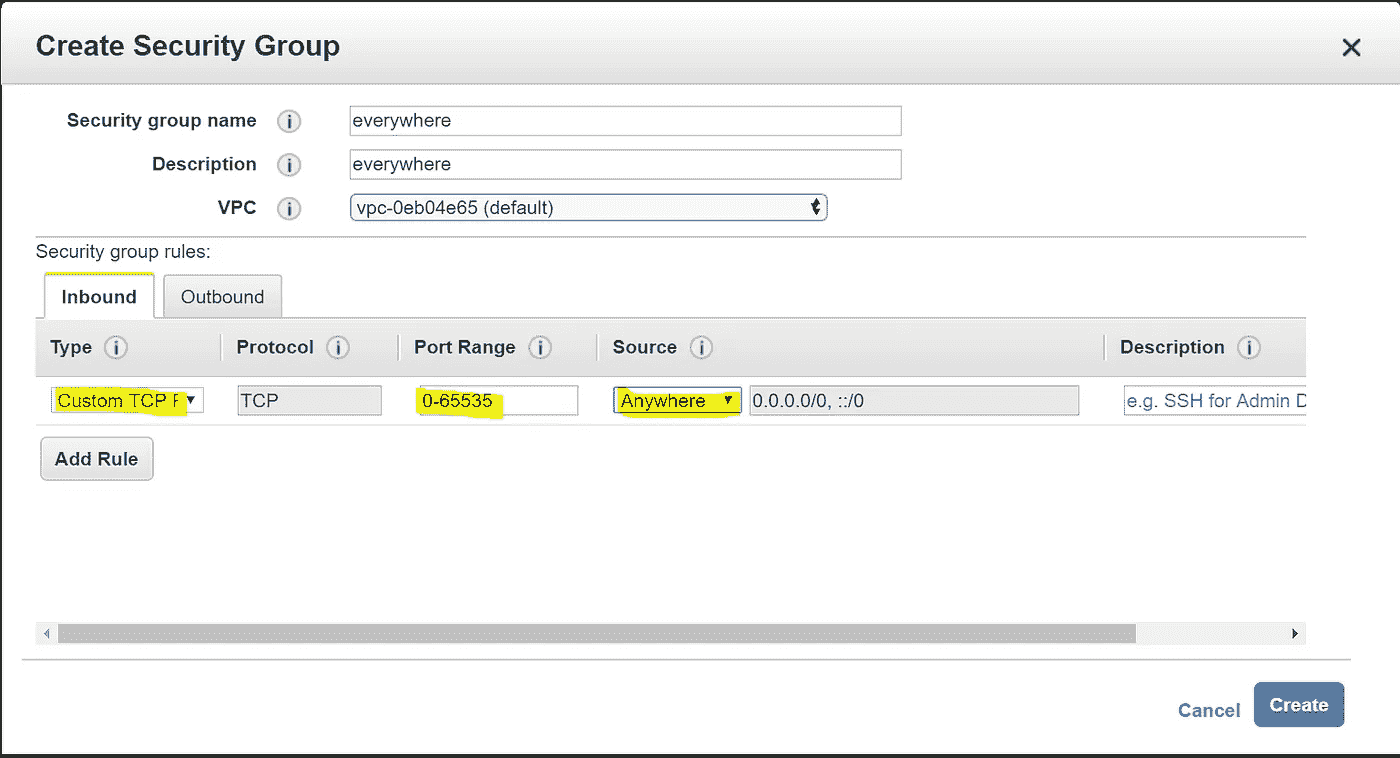 Create Security Group
Security group name everywhere
Description everywhere
VPC vpc-0eb04e65 (default)
Security group rules:
Inbound Outbound
Type Protocol Port Range Source Description
Custom TCP TCP 0-65535 Anywhere 0.0.0.0/0, ::/0 e.g. SSH for Admin D
Add Rule
Cancel Create